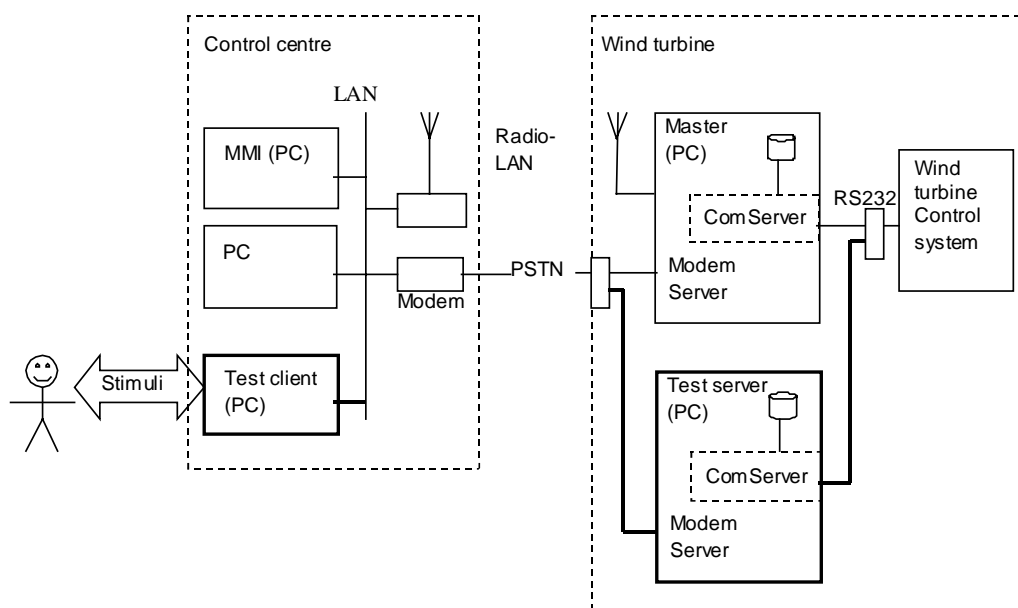 Control centre
LAN
MMI (PC)
PC
Modem
Stimuli
Test client
(PC)
Radio-
LAN
PSTN
Wind turbine
Master
(PC)
ComServer
Modem
Server
RS232
Wind
turbine
Control
system
Test server
(PC)
ComServer
Modem
Server